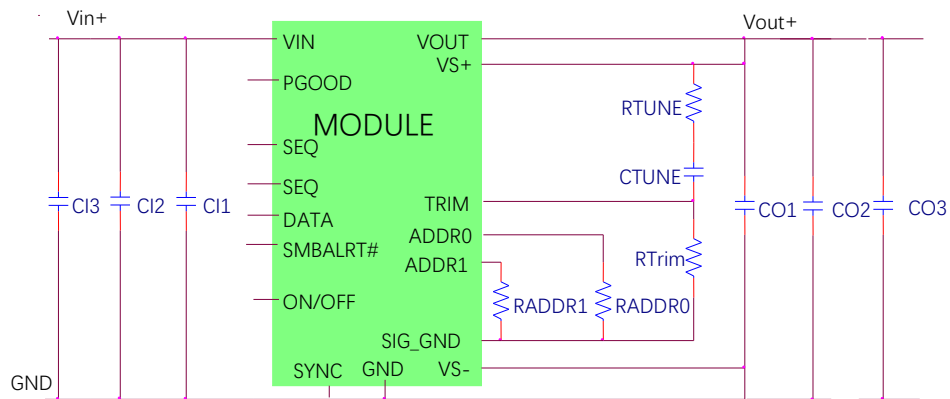 Vin+
Vout+
VIN
VOUT
VS+
PGOOD
RTUNE
MODULE
SEQ
CTUNE
SEQ
CI3
CI2
CI1
TRIM
CO1
CO2
CO3
DATA
ADDR0
SMBALRT#
ADDR1
RTrim
ON/OFF
RADDR1
RADDR0
SIG_GND
SYNC
GND
VS-
GND